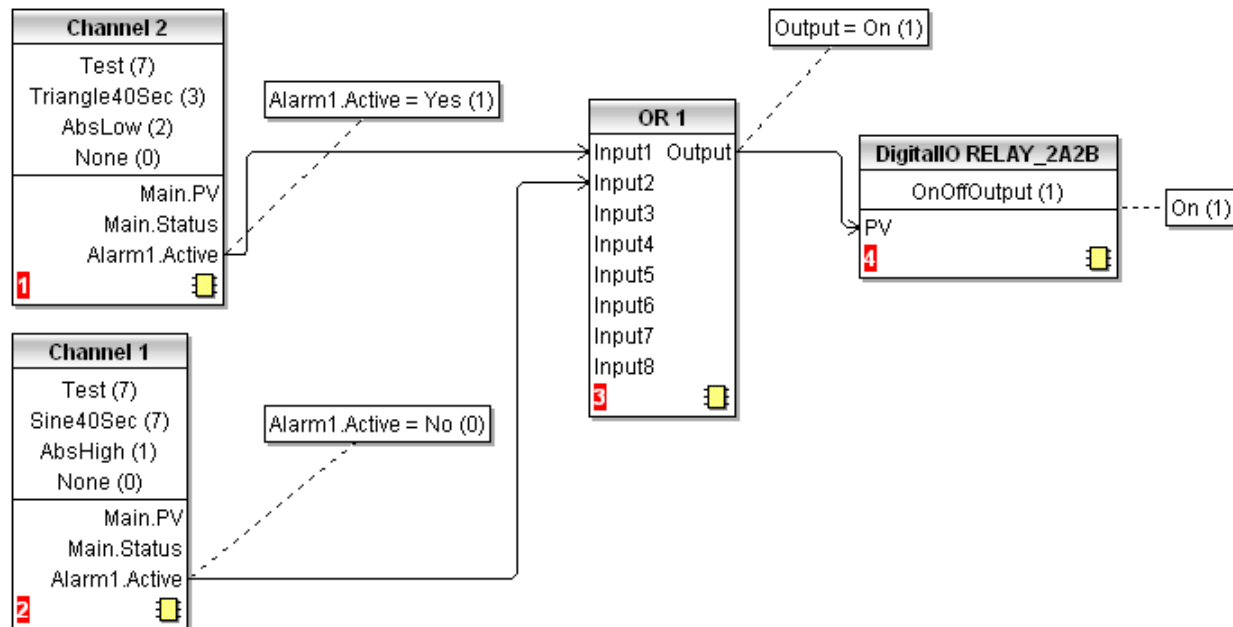 Channel 2
Test (7)
Triangle40Sec (3)
AbsLow (2)
None (0)
Main.PV
Main.Status
Alarm1.Active
1
Alarm1.Active = Yes (1)
Channel 1
Test (7)
Sine40Sec (7)
AbsHigh (1)
None (0)
Main.PV
Main.Status
Alarm1.Active
2
Alarm1.Active = No (0)
OR 1
Input1 Output
Input2
Input3
Input4
Input5
Input6
Input7
Input8
3
Output = On (1)
DigitalIO RELAY_2A2B
OnOffOutput (1)
PV
4
On (1)